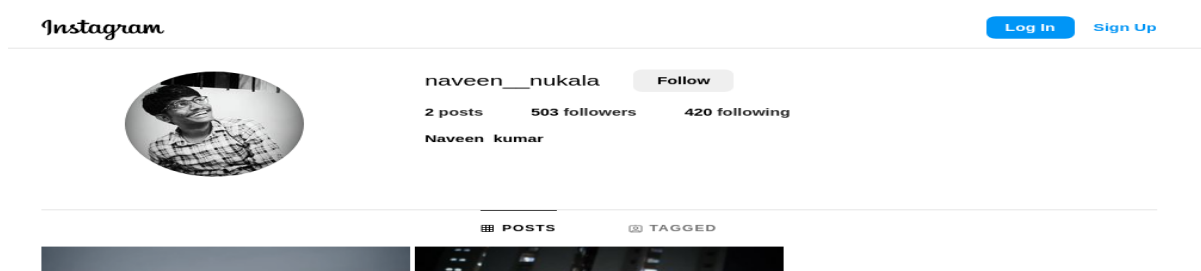 Instagram
Log In Sign Up
naveen__nukala Follow
2 posts 503 followers 420 following
Naveen kumar
POSTS TAGGED